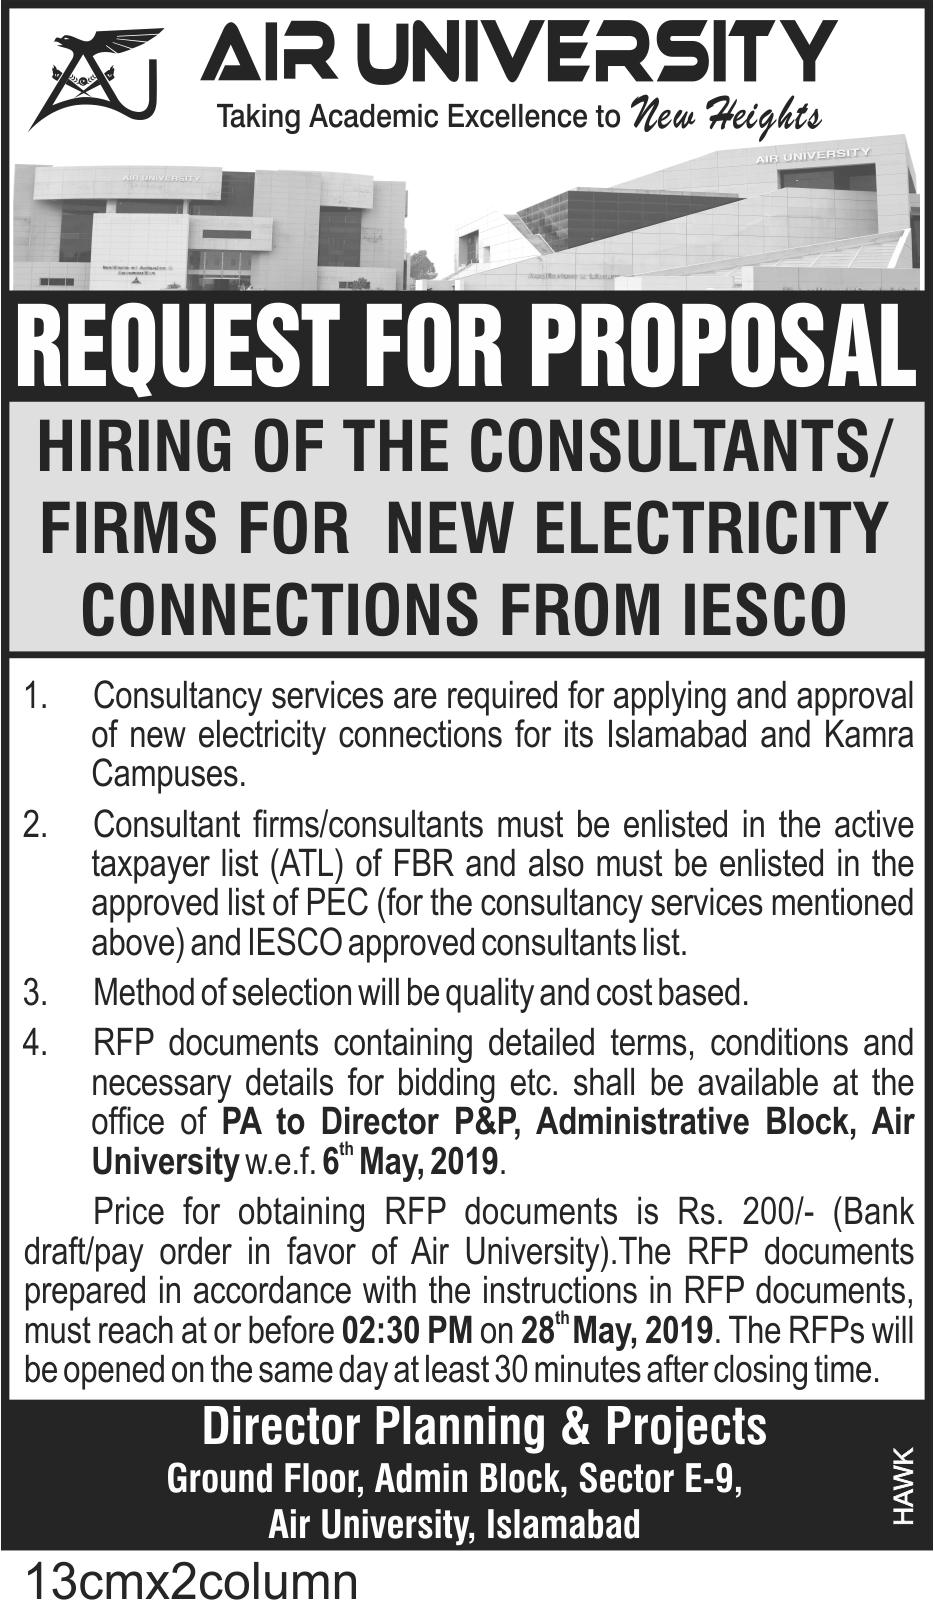 AIR UNIVERSITY
Taking Academic Excellence to New Heights
AIR UNIVERSITY
AIR UNIVERSITY
REQUEST FOR PROPOSAL
HIRING OF THE CONSULTANTS/
FIRMS FOR NEW ELECTRICITY
CONNECTIONS FROM IESCO
1. Consultancy services are required for applying and approval
of new electricity connections for its Islamabad and Kamra
Campuses.
2. Consultant firms/consultants must be enlisted in the active
taxpayer list (ATL) of FBR and also must be enlisted in the
approved list of PEC (for the consultancy services mentioned
above) and IESCO approved consultants list.
3. Method of selection will be quality and cost based.
4. RFP documents containing detailed terms, conditions and
necessary details for bidding etc. shall be available at the
office of PA to Director P&P, Administrative Block, Air
University w.e.f. 6th May, 2019.
Price for obtaining RFP documents is Rs. 200/- (Bank
draft/pay order in favor of Air University).The RFP documents
prepared in accordance with the instructions in RFP documents,
must reach at or before 02:30 PM on 28th May, 2019. The RFPs will
be opened on the same day at least 30 minutes after closing time.
Director Planning & Projects
Ground Floor, Admin Block, Sector E-9,
Air University, Islamabad
HAWK
13cmx2column